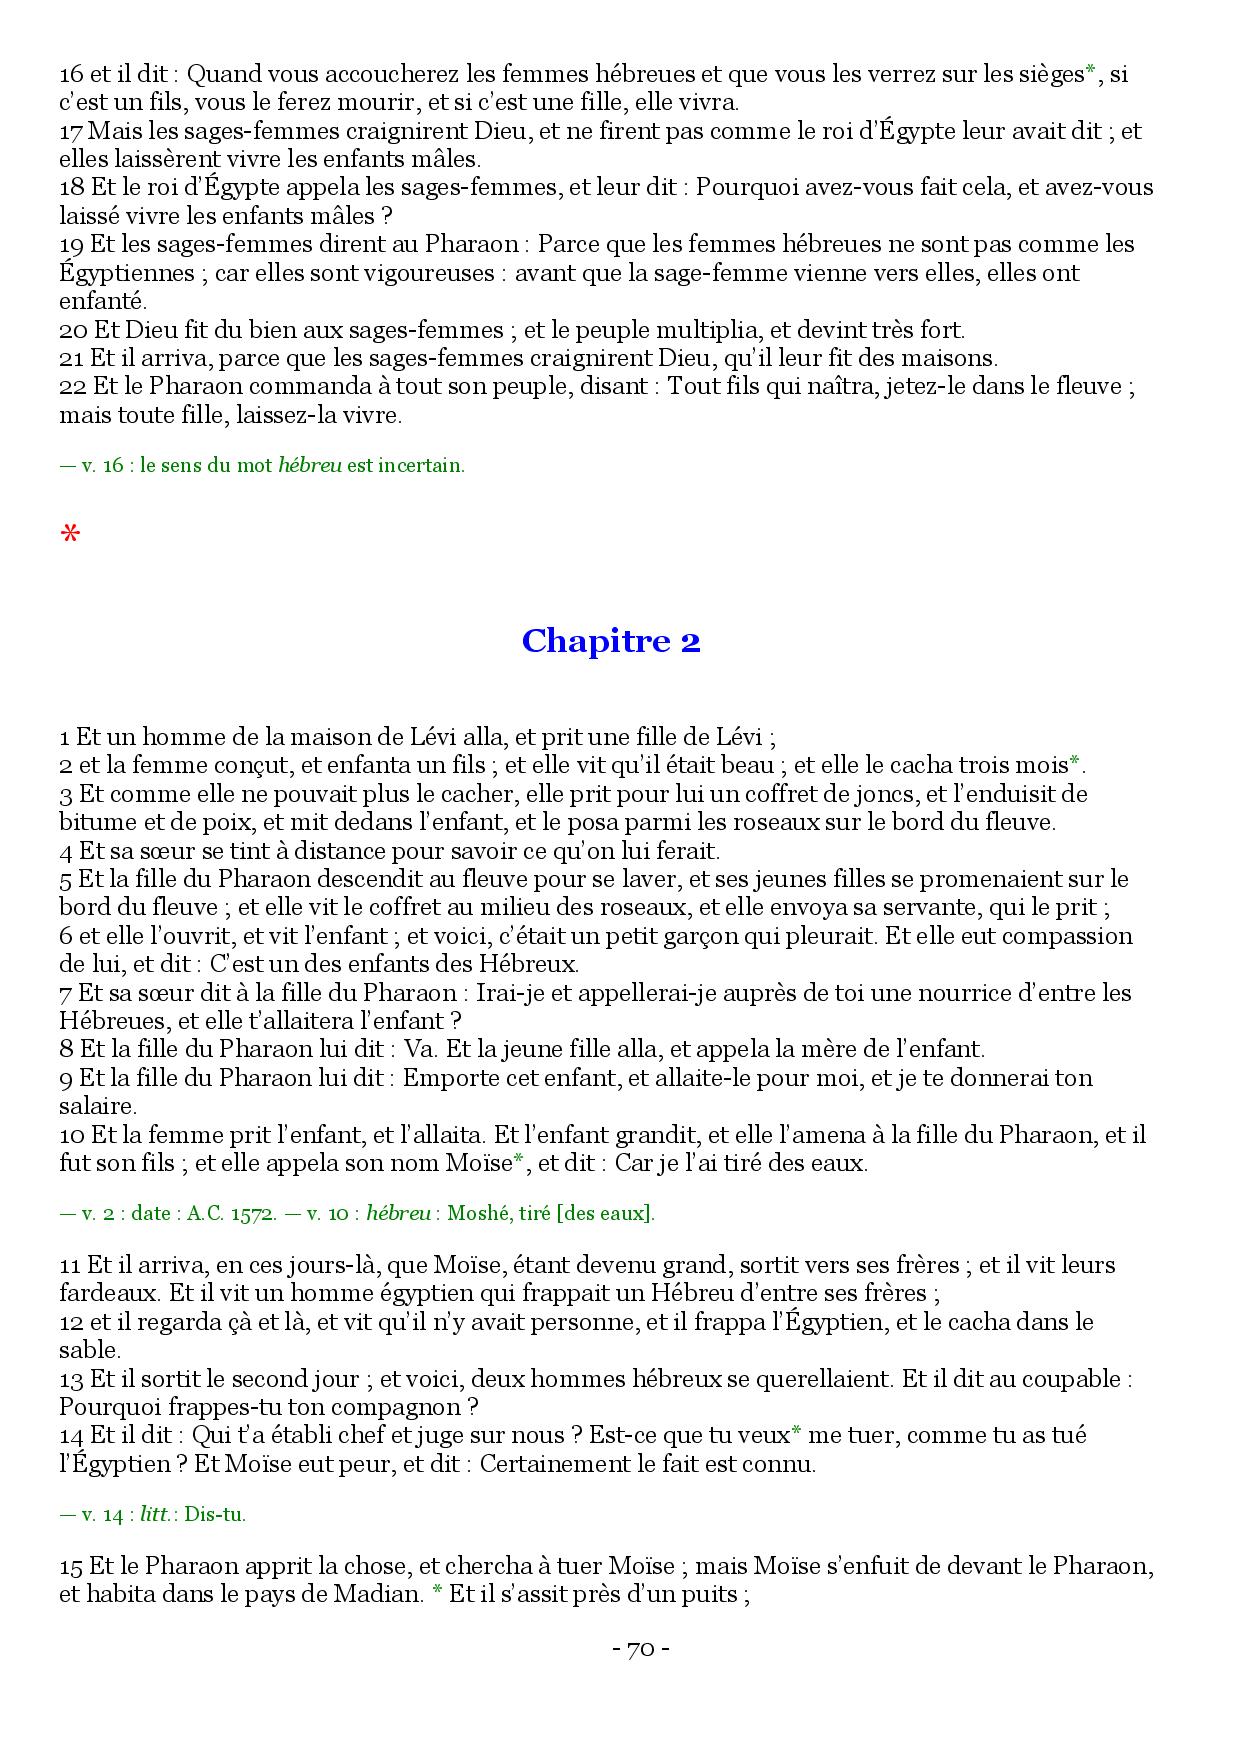 16 et il dit : Quand vous accoucherez les femmes hébreues et que vous les verrez sur les sièges*, si
c’est un fils, vous le ferez mourir, et si c’est une fille, elle vivra.
17 Mais les sages-femmes craignirent Dieu, et ne firent pas comme le roi d’Égypte leur avait dit ; et
elles laissèrent vivre les enfants mâles.
18 Et le roi d’Égypte appela les sages-femmes, et leur dit : Pourquoi avez-vous fait cela, et avez-vous
laissé vivre les enfants mâles ?
19 Et les sages-femmes dirent au Pharaon : Parce que les femmes hébreues ne sont pas comme les
Égyptiennes ; car elles sont vigoureuses : avant que la sage-femme vienne vers elles, elles ont
enfanté.
20 Et Dieu fit du bien aux sages-femmes ; et le peuple multiplia, et devint très fort.
21 Et il arriva, parce que les sages-femmes craignirent Dieu, qu’il leur fit des maisons.
22 Et le Pharaon commanda à tout son peuple, disant : Tout fils qui naîtra, jetez-le dans le fleuve ;
mais toute fille, laissez-la vivre.
— v. 16 : le sens du mot hébreu est incertain.
*
Chapitre 2
1 Et un homme de la maison de Lévi alla, et prit une fille de Lévi ;
2 et la femme conçut, et enfanta un fils ; et elle vit qu’il était beau ; et elle le cacha trois mois*.
3 Et comme elle ne pouvait plus le cacher, elle prit pour lui un coffret de joncs, et l’enduisit de
bitume et de poix, et mit dedans l’enfant, et le posa parmi les roseaux sur le bord du fleuve.
4 Et sa sœur se tint à distance pour savoir ce qu’on lui ferait.
5 Et la fille du Pharaon descendit au fleuve pour se laver, et ses jeunes filles se promenaient sur le
bord du fleuve ; et elle vit le coffret au milieu des roseaux, et elle envoya sa servante, qui le prit ;
6 et elle l’ouvrit, et vit l’enfant ; et voici, c’était un petit garçon qui pleurait. Et elle eut compassion
de lui, et dit : C’est un des enfants des Hébreux.
7 Et sa sœur dit à la fille du Pharaon : Irai-je et appellerai-je auprès de toi une nourrice d’entre les
Hébreues, et elle t’allaitera l’enfant ?
8 Et la fille du Pharaon lui dit : Va. Et la jeune fille alla, et appela la mère de l’enfant.
9 Et la fille du Pharaon lui dit : Emporte cet enfant, et allaite-le pour moi, et je te donnerai ton
salaire.
10 Et la femme prit l’enfant, et l’allaita. Et l’enfant grandit, et elle l’amena à la fille du Pharaon, et il
fut son fils ; et elle appela son nom Moïse*, et dit : Car je l’ai tiré des eaux.
— v. 2 : date : A.C. 1572. — v. 10 : hébreu : Moshé, tiré [des eaux].
11 Et il arriva, en ces jours-là, que Moïse, étant devenu grand, sortit vers ses frères ; et il vit leurs
fardeaux. Et il vit un homme égyptien qui frappait un Hébreu d’entre ses frères ;
12 et il regarda çà et là, et vit qu’il n’y avait personne, et il frappa l’Égyptien, et le cacha dans le
sable.
13 Et il sortit le second jour ; et voici, deux hommes hébreux se querellaient. Et il dit au coupable :
Pourquoi frappes-tu ton compagnon ?
14 Et il dit : Qui t’a établi chef et juge sur nous ? Est-ce que tu veux* me tuer, comme tu as tué
l’Égyptien ? Et Moïse eut peur, et dit : Certainement le fait est connu.
— v. 14 : litt.: Dis-tu.
15 Et le Pharaon apprit la chose, et chercha à tuer Moïse ; mais Moïse s’enfuit de devant le Pharaon,
et habita dans le pays de Madian. * Et il s’assit près d’un puits ;
- 70 -